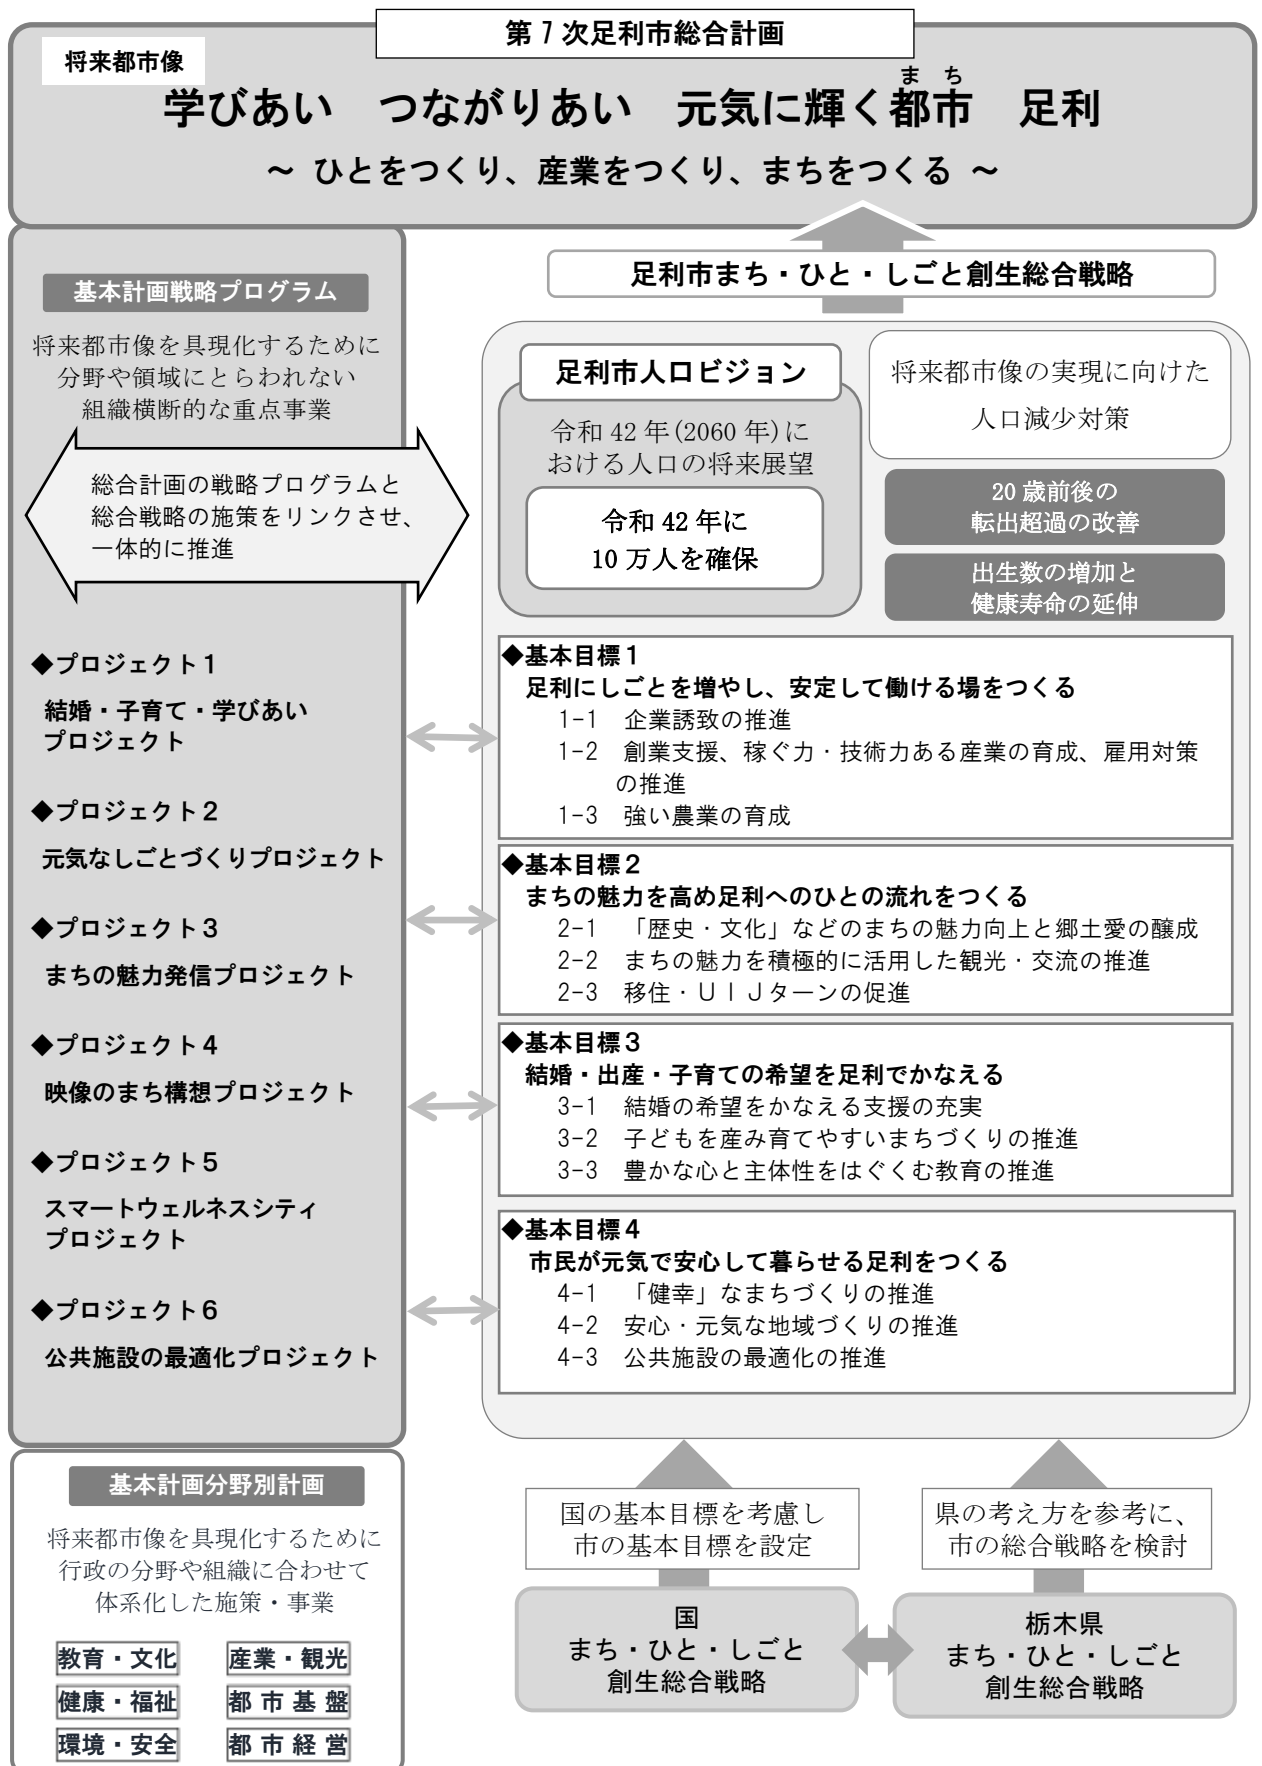 第７次足利市総合計画
将来都市像
まち
学びあい　つながりあい　元気に輝く都市　足利
～ ひとをつくり、産業をつくり、まちをつくる ～
基本計画戦略プログラム
将来都市像を具現化するために
分野や領域にとらわれない
組織横断的な重点事業
総合計画の戦略プログラムと
総合戦略の施策をリンクさせ、
一体的に推進
◆プロジェクト１
結婚・子育て・学びあい
プロジェクト
◆プロジェクト２
元気なしごとづくりプロジェクト
◆プロジェクト３
まちの魅力発信プロジェクト
◆プロジェクト４
映像のまち構想プロジェクト
◆プロジェクト５
スマートウェルネスシティ
プロジェクト
◆プロジェクト６
公共施設の最適化プロジェクト
基本計画分野別計画
将来都市像を具現化するために
行政の分野や組織に合わせて
体系化した施策・事業
教育・文化
産業・観光
健康・福祉
都市基盤
環境・安全
都市経営
足利市まち・ひと・しごと創生総合戦略
足利市人口ビジョン
令和 42 年(2060 年)に
おける人口の将来展望
令和 42 年に
10 万人を確保
将来都市像の実現に向けた
人口減少対策
20 歳前後の
転出超過の改善
出生数の増加と
健康寿命の延伸
◆基本目標１
足利にしごとを増やし、安定して働ける場をつくる
1-1　企業誘致の推進
1-2　創業支援、稼ぐ力・技術力ある産業の育成、雇用対策
の推進
1-3　強い農業の育成
◆基本目標２
まちの魅力を高め足利へのひとの流れをつくる
2-1　「歴史・文化」などのまちの魅力向上と郷土愛の醸成
2-2　まちの魅力を積極的に活用した観光・交流の推進
2-3　移住・ＵＩＪターンの促進
◆基本目標３
結婚・出産・子育ての希望を足利でかなえる
3-1　結婚の希望をかなえる支援の充実
3-2　子どもを産み育てやすいまちづくりの推進
3-3　豊かな心と主体性をはぐくむ教育の推進
◆基本目標４
市民が元気で安心して暮らせる足利をつくる
4-1　「健幸」なまちづくりの推進
4-2　安心・元気な地域づくりの推進
4-3　公共施設の最適化の推進
国の基本目標を考慮し
市の基本目標を設定
県の考え方を参考に、
市の総合戦略を検討
国
まち・ひと・しごと
創生総合戦略
栃木県
まち・ひと・しごと
創生総合戦略